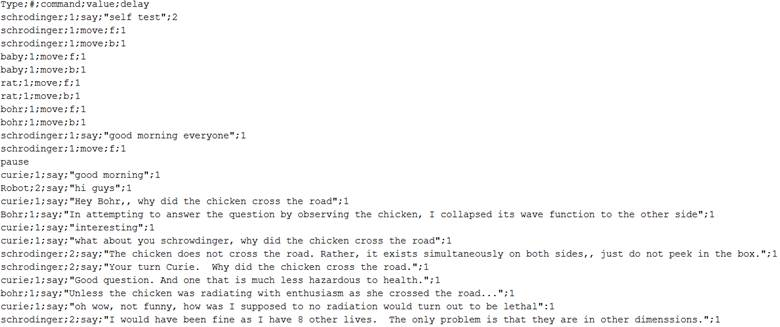 Type;#;command;value;delay
schrodinger;1;say;"self test";2
schrodinger;1;move;f;1
schrodinger;1;move;b;1
baby;1;move;f;1
baby;1;move;b;1
rat;1;move;f;1
rat;1;move;b;1
bohr;1;move;f;1
bohr;1;move;b;1
schrodinger;1;say;"good morning everyone";1
schrodinger;1;move;f;1
pause
curie;1;say;"good morning";1
Robot;2;say;"hi guys";1
curie;1;say;"Hey Bohr,, why did the chicken cross the road";1
Bohr;1;say;"In attempting to answer the question by observing the chicken, I collapsed its wave function to the other side";1
curie;1;say;"interesting";1
curie;1;say;"what about you schrowdinger, why did the chicken cross the road";1
schrodinger;2;say;"The chicken does not cross the road. Rather, it exists simultaneously on both sides,, just do not peek in the box.";1
schrodinger;2;say;"Your turn Curie.  Why did the chicken cross the road.";1
curie;1;say;"Good question. And one that is much less hazardous to health.";1
bohr;1;say;"Unless the chicken was radiating with enthusiasm as she crossed the road...";1
curie;1;say;"oh wow, not funny, how was I supposed to no radiation would turn out to be lethal":1
schrodinger;2;say;"I would have been fine as I have 8 other lives.  The only problem is that they are in other dimenssions.";1